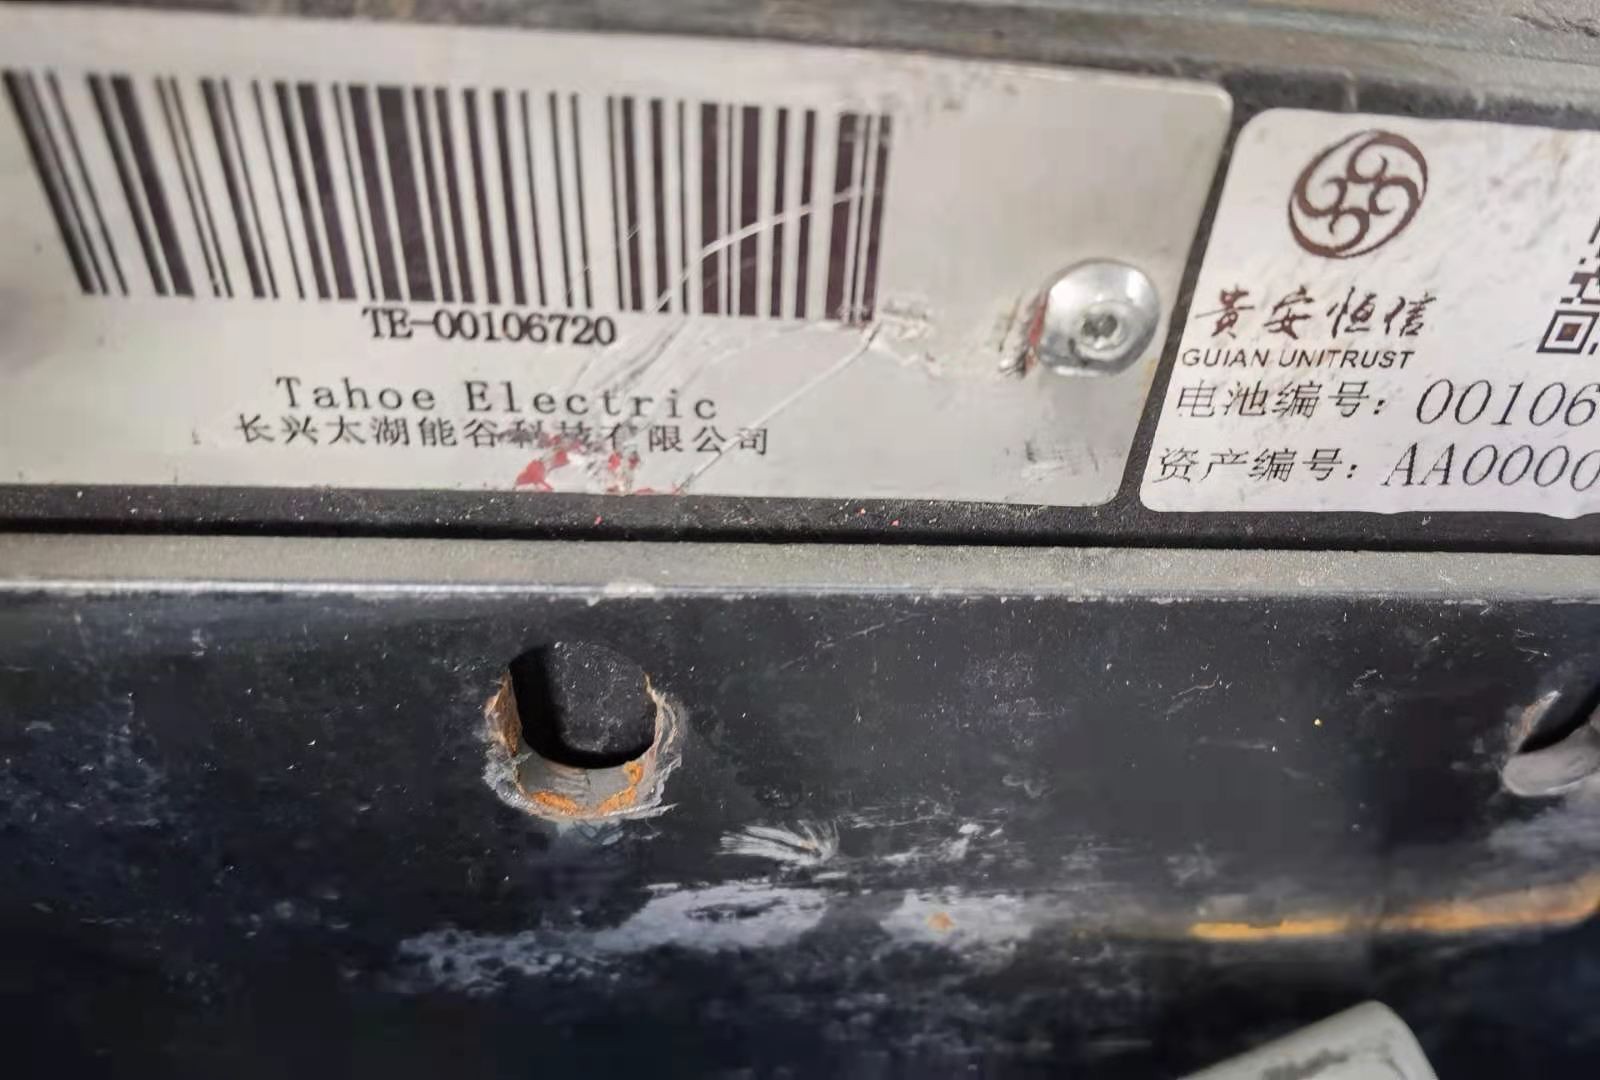 TE-00106720
Tahoe Electric
长兴太湖能谷科技有限公司
贵安恒信
GUIAN UNITRUST
电池编号：00106
资产编号：AA0000